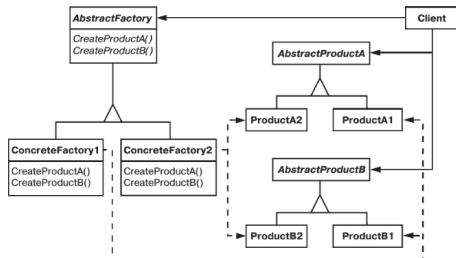 AbstractFactory
CreateProductA()
CreateProductB()
Client
AbstractProductA
ProductA2
ProductA1
ConcreteFactory1
CreateProductA()
CreateProductB()
ConcreteFactory2
CreateProductA()
CreateProductB()
AbstractProductB
ProductB2
ProductB1